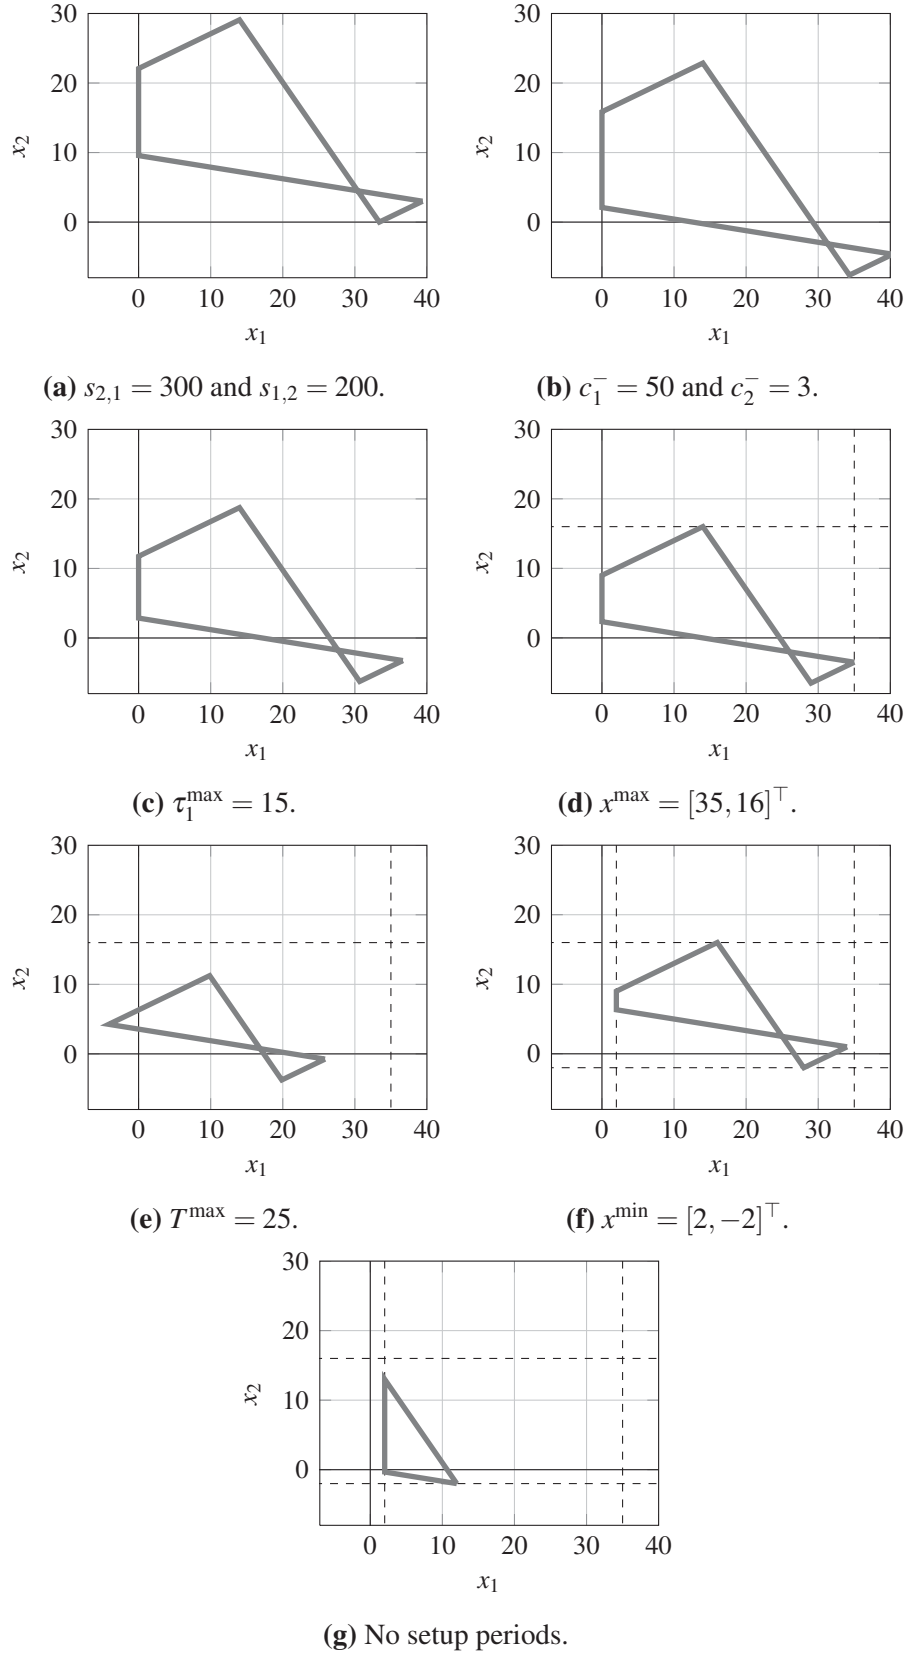 30
20
10
0
x₂
0 10 20 30 40
x₁
(a) s₂,₁ = 300 and s₁,₂ = 200.
30
20
10
0
x₂
0 10 20 30 40
x₁
(b) c₁⁻ = 50 and c₂⁻ = 3.
30
20
10
0
x₂
0 10 20 30 40
x₁
(c) τ₁ᵐᵃˣ = 15.
30
20
10
0
x₂
0 10 20 30 40
x₁
(d) xᵐᵃˣ = [35, 16]⊤.
30
20
10
0
x₂
0 10 20 30 40
x₁
(e) Tᵐᵃˣ = 25.
30
20
10
0
x₂
0 10 20 30 40
x₁
(f) xᵐⁱⁿ = [2, −2]⊤.
30
20
10
0
x₂
0 10 20 30 40
x₁
(g) No setup periods.